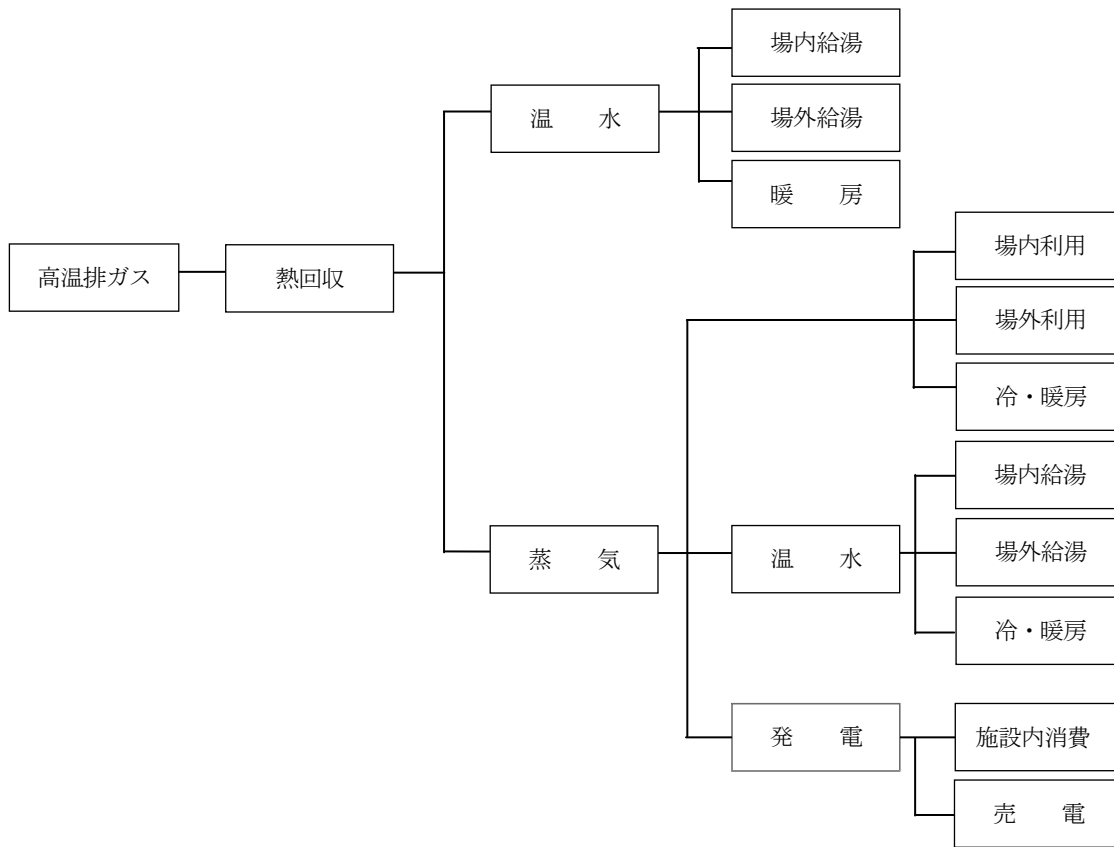 場内給湯
温　　水
場外給湯
暖　　房
高温排ガス
熱回収
場内利用
場外利用
冷・暖房
場内給湯
蒸　　気
温　　水
場外給湯
冷・暖房
発　　電
施設内消費
売　　電